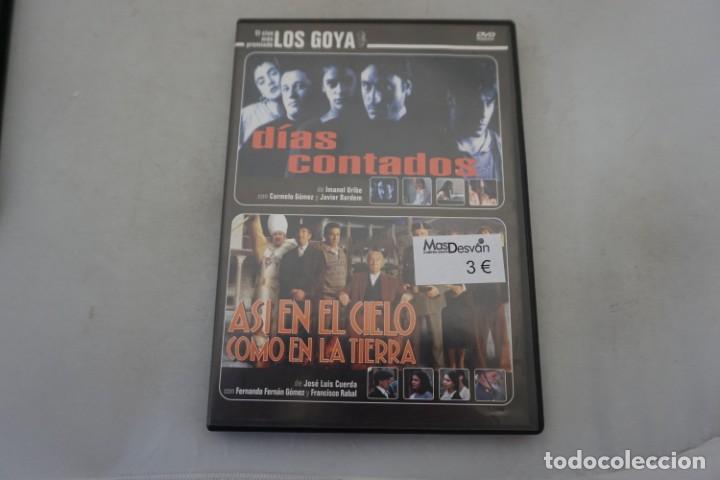 El cine
más
premiado
LOS GOYA
DVD
días
contados
de Imanol Uribe
con Carmelo Gómez y Javier Bardem
MasDesván
3 €
ASI EN EL CIELO
COMO EN LA TIERRA
de José Luis Cuerda
con Fernando Fernán Gómez y Francisco Rabal
todocoleccion.net